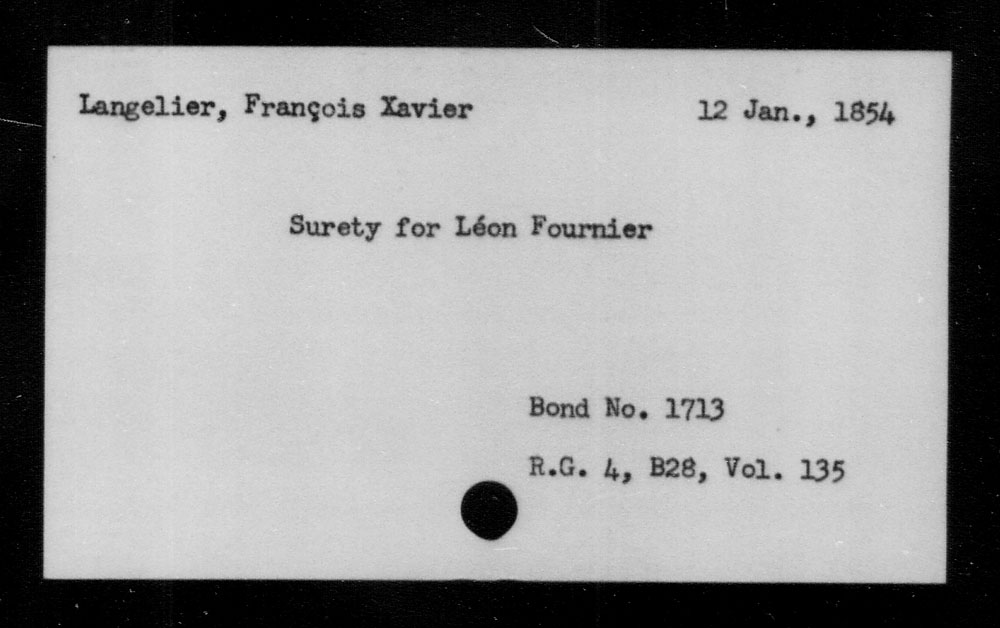 Langelier, François Xavier 12 Jan., 1854
Surety for Léon Fournier
Bond No. 1713
R.G. 4, B28, Vol. 135